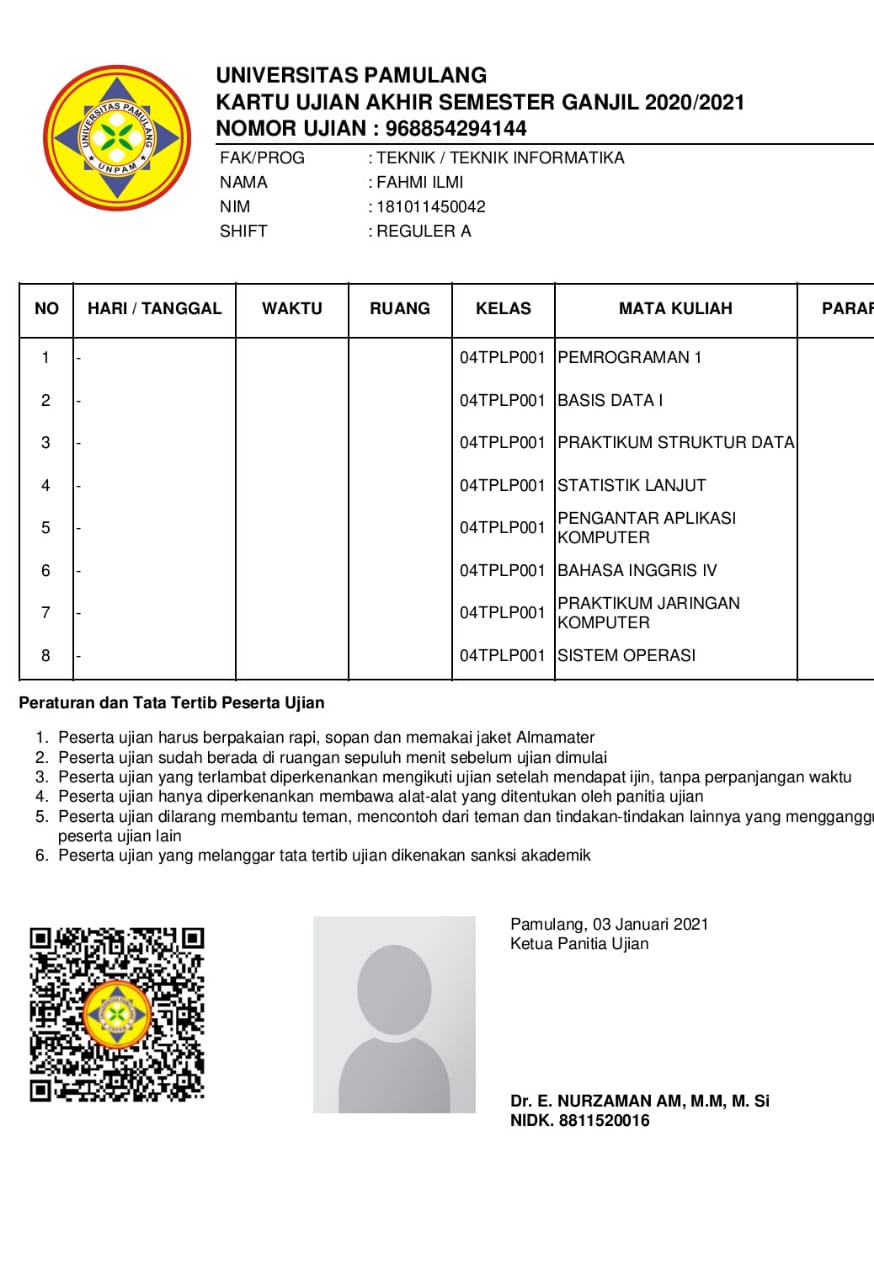 UNIVERSITAS PAMULANG
UNPAM
UNIVERSITAS PAMULANG
KARTU UJIAN AKHIR SEMESTER GANJIL 2020/2021
NOMOR UJIAN : 968854294144
FAK/PROG : TEKNIK / TEKNIK INFORMATIKA
NAMA : FAHMI ILMI
NIM : 181011450042
SHIFT : REGULER A
NO HARI / TANGGAL WAKTU RUANG KELAS MATA KULIAH PARAF
1 - 04TPLP001 PEMROGRAMAN 1
2 - 04TPLP001 BASIS DATA I
3 - 04TPLP001 PRAKTIKUM STRUKTUR DATA
4 - 04TPLP001 STATISTIK LANJUT
5 - 04TPLP001 PENGANTAR APLIKASI
KOMPUTER
6 - 04TPLP001 BAHASA INGGRIS IV
7 - 04TPLP001 PRAKTIKUM JARINGAN
KOMPUTER
8 - 04TPLP001 SISTEM OPERASI
Peraturan dan Tata Tertib Peserta Ujian
1. Peserta ujian harus berpakaian rapi, sopan dan memakai jaket Almamater
2. Peserta ujian sudah berada di ruangan sepuluh menit sebelum ujian dimulai
3. Peserta ujian yang terlambat diperkenankan mengikuti ujian setelah mendapat ijin, tanpa perpanjangan waktu
4. Peserta ujian hanya diperkenankan membawa alat-alat yang ditentukan oleh panitia ujian
5. Peserta ujian dilarang membantu teman, mencontoh dari teman dan tindakan-tindakan lainnya yang mengganggu
peserta ujian lain
6. Peserta ujian yang melanggar tata tertib ujian dikenakan sanksi akademik
Pamulang, 03 Januari 2021
Ketua Panitia Ujian
Dr. E. NURZAMAN AM, M.M, M. Si
NIDK. 8811520016